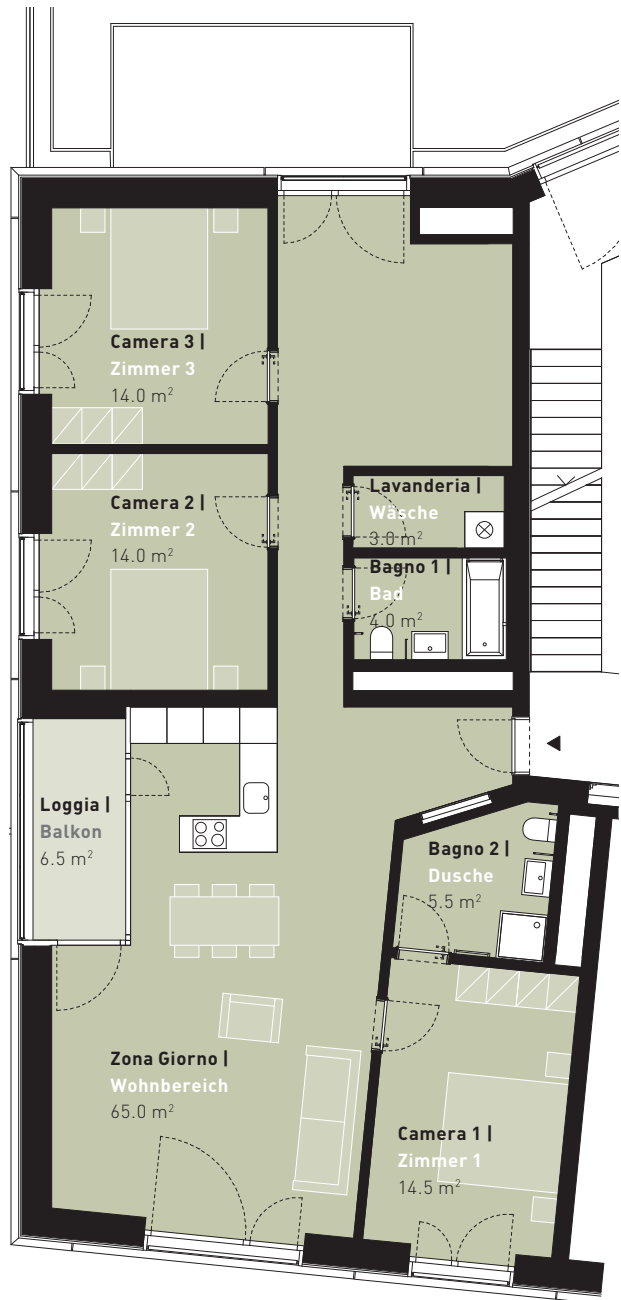 Camera 3 |
Zimmer 3
14.0 m²
Camera 2 |
Zimmer 2
14.0 m²
Lavanderia |
Wäsche
3.0 m²
Bagno 1 |
Bad
4.0 m²
Loggia |
Balkon
6.5 m²
Bagno 2 |
Dusche
5.5 m²
Zona Giorno |
Wohnbereich
65.0 m²
Camera 1 |
Zimmer 1
14.5 m²